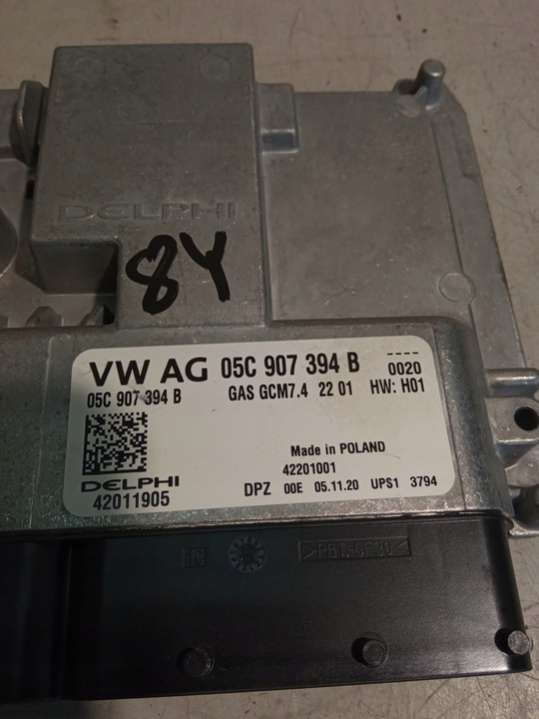 DELPHI
8Y
VW AG 05C 907 394 B ----
0020
05C 907 394 B GAS GCM7.4 22 01 HW: H01
Made in POLAND
42201001
DELPHI
42011905 DPZ 00E 05.11.20 UPS1 3794